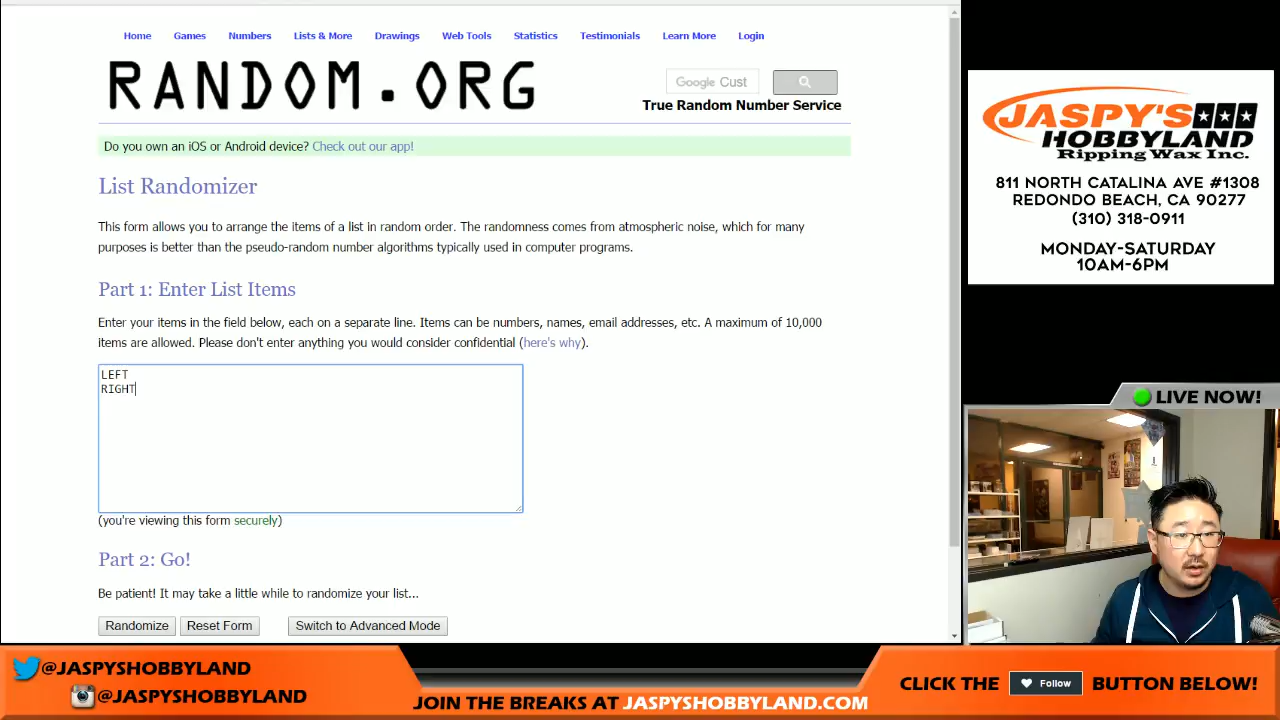 Home Games Numbers Lists & More Drawings Web Tools Statistics Testimonials Learn More Login
RANDOM.ORG
Google Cust
True Random Number Service
Do you own an iOS or Android device? Check out our app!
List Randomizer
This form allows you to arrange the items of a list in random order. The randomness comes from atmospheric noise, which for many
purposes is better than the pseudo-random number algorithms typically used in computer programs.
Part 1: Enter List Items
Enter your items in the field below, each on a separate line. Items can be numbers, names, email addresses, etc. A maximum of 10,000
items are allowed. Please don't enter anything you would consider confidential (here's why).
LEFT
RIGHT
(you're viewing this form securely)
Part 2: Go!
Be patient! It may take a little while to randomize your list...
Randomize Reset Form Switch to Advanced Mode
JASPY'S
HOBBYLAND
Ripping Wax Inc.
811 NORTH CATALINA AVE #1308
REDONDO BEACH, CA 90277
(310) 318-0911
MONDAY-SATURDAY
10AM-6PM
LIVE NOW!
@JASPYSHOBBYLAND
@JASPYSHOBBYLAND
JOIN THE BREAKS AT JASPYSHOBBYLAND.COM
CLICK THE Follow BUTTON BELOW!